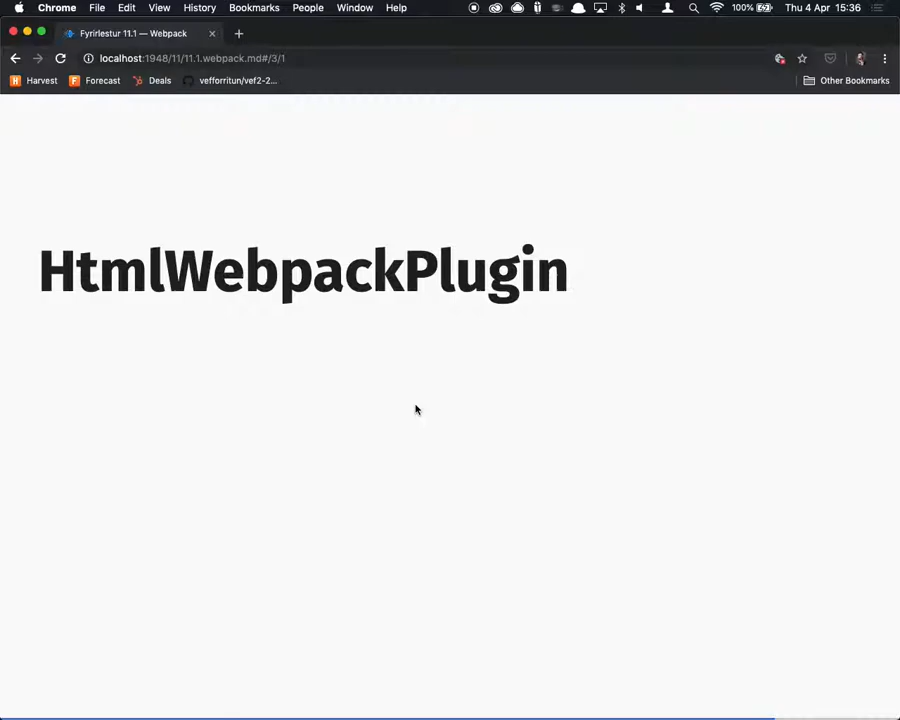 Chrome File Edit View History Bookmarks People Window Help 100% Thu 4 Apr 15:36
Fyrirlestur 11.1 — Webpack
localhost:1948/11/11.1.webpack.md#/3/1
Harvest Forecast Deals vefforritun/vef2-2... Other Bookmarks
HtmlWebpackPlugin